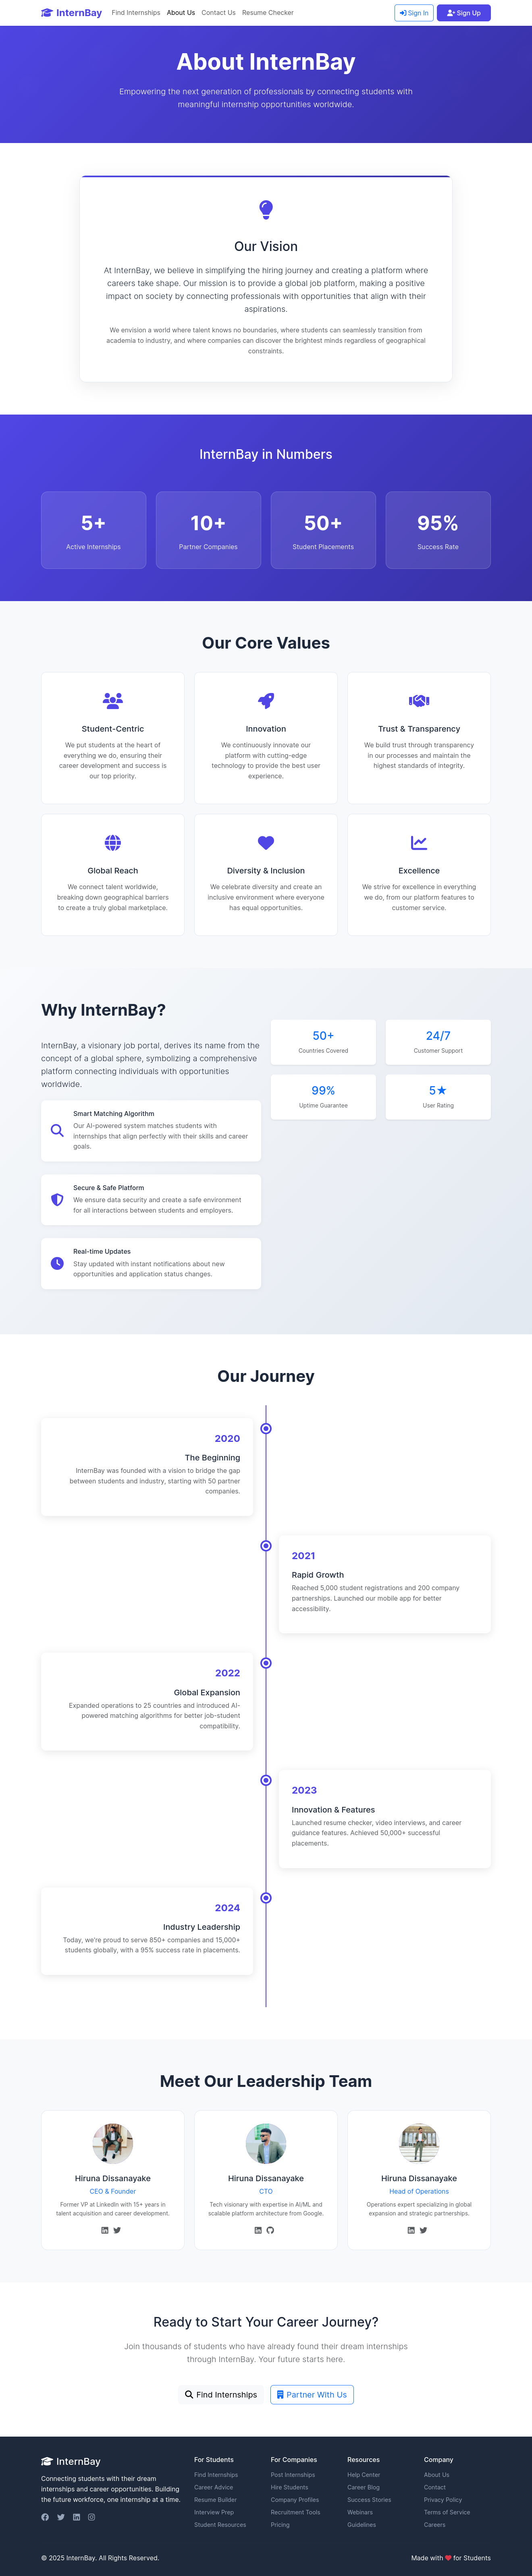 InternBay
Find Internships
About Us
Contact Us
Resume Checker
Sign In
Sign Up
About InternBay
Empowering the next generation of professionals by connecting students with
meaningful internship opportunities worldwide.
Our Vision
At InternBay, we believe in simplifying the hiring journey and creating a platform where
careers take shape. Our mission is to provide a global job platform, making a positive
impact on society by connecting professionals with opportunities that align with their
aspirations.
We envision a world where talent knows no boundaries, where students can seamlessly transition from
academia to industry, and where companies can discover the brightest minds regardless of geographical
constraints.
InternBay in Numbers
5+
Active Internships
10+
Partner Companies
50+
Student Placements
95%
Success Rate
Our Core Values
Student-Centric
We put students at the heart of
everything we do, ensuring their
career development and success is
our top priority.
Innovation
We continuously innovate our
platform with cutting-edge
technology to provide the best user
experience.
Trust & Transparency
We build trust through transparency
in our processes and maintain the
highest standards of integrity.
Global Reach
We connect talent worldwide,
breaking down geographical barriers
to create a truly global marketplace.
Diversity & Inclusion
We celebrate diversity and create an
inclusive environment where everyone
has equal opportunities.
Excellence
We strive for excellence in everything
we do, from our platform features to
customer service.
Why InternBay?
InternBay, a visionary job portal, derives its name from the
concept of a global sphere, symbolizing a comprehensive
platform connecting individuals with opportunities
worldwide.
Smart Matching Algorithm
Our AI-powered system matches students with
internships that align perfectly with their skills and career
goals.
Secure & Safe Platform
We ensure data security and create a safe environment
for all interactions between students and employers.
Real-time Updates
Stay updated with instant notifications about new
opportunities and application status changes.
50+
Countries Covered
24/7
Customer Support
99%
Uptime Guarantee
5★
User Rating
Our Journey
2020
The Beginning
InternBay was founded with a vision to bridge the gap
between students and industry, starting with 50 partner
companies.
2021
Rapid Growth
Reached 5,000 student registrations and 200 company
partnerships. Launched our mobile app for better
accessibility.
2022
Global Expansion
Expanded operations to 25 countries and introduced AI-
powered matching algorithms for better job-student
compatibility.
2023
Innovation & Features
Launched resume checker, video interviews, and career
guidance features. Achieved 50,000+ successful
placements.
2024
Industry Leadership
Today, we're proud to serve 850+ companies and 15,000+
students globally, with a 95% success rate in placements.
Meet Our Leadership Team
Hiruna Dissanayake
CEO & Founder
Former VP at LinkedIn with 15+ years in
talent acquisition and career development.
Hiruna Dissanayake
CTO
Tech visionary with expertise in AI/ML and
scalable platform architecture from Google.
Hiruna Dissanayake
Head of Operations
Operations expert specializing in global
expansion and strategic partnerships.
Ready to Start Your Career Journey?
Join thousands of students who have already found their dream internships
through InternBay. Your future starts here.
Find Internships
Partner With Us
InternBay
Connecting students with their dream
internships and career opportunities. Building
the future workforce, one internship at a time.
For Students
Find Internships
Career Advice
Resume Builder
Interview Prep
Student Resources
For Companies
Post Internships
Hire Students
Company Profiles
Recruitment Tools
Pricing
Resources
Help Center
Career Blog
Success Stories
Webinars
Guidelines
Company
About Us
Contact
Privacy Policy
Terms of Service
Careers
© 2025 InternBay. All Rights Reserved.
Made with ❤ for Students